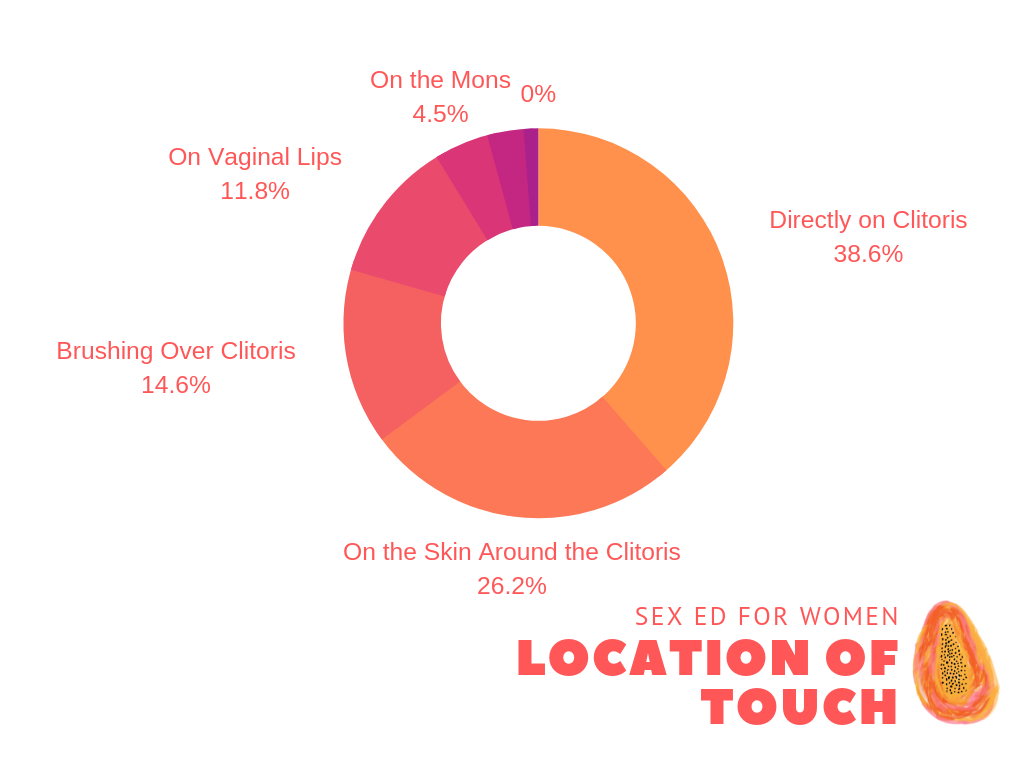 On the Mons
4.5%
0%
On Vaginal Lips
11.8%
Directly on Clitoris
38.6%
Brushing Over Clitoris
14.6%
On the Skin Around the Clitoris
26.2%
SEX ED FOR WOMEN
LOCATION OF
TOUCH